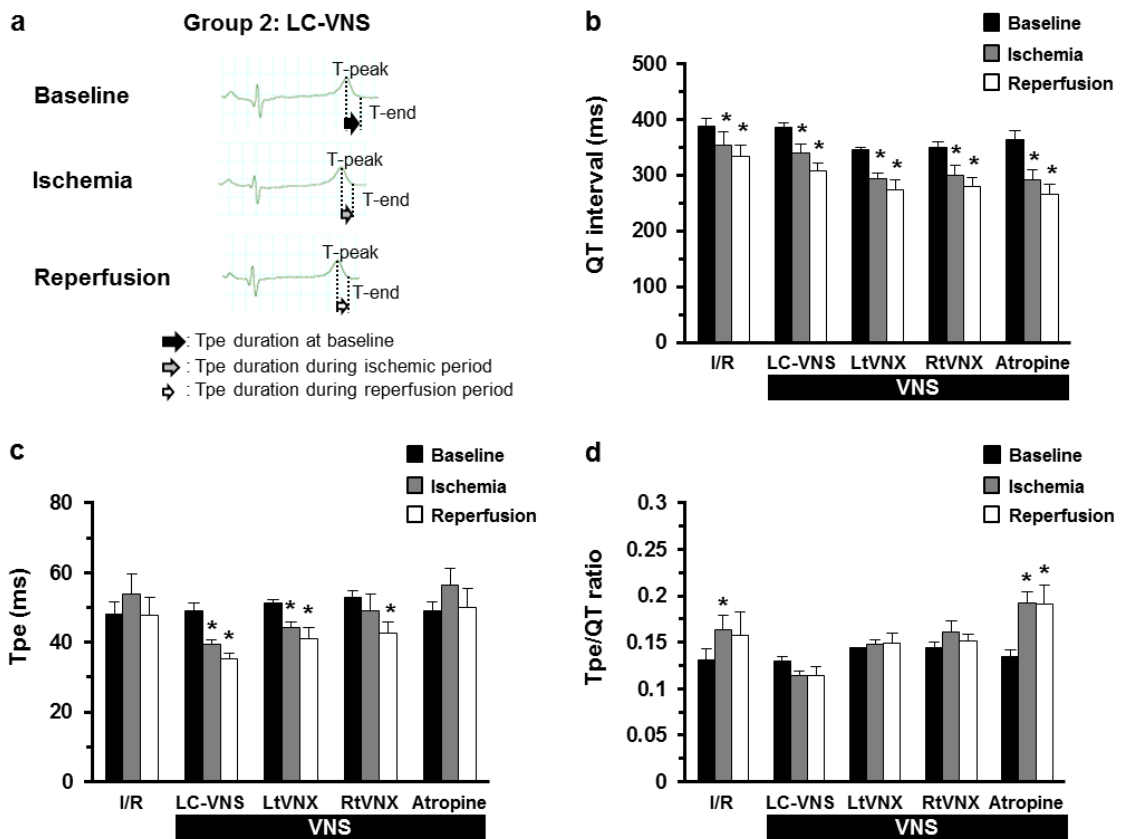 a
Group 2: LC-VNS
Baseline
T-peak
T-end
Ischemia
T-peak
T-end
Reperfusion
T-peak
T-end
: Tpe duration at baseline
: Tpe duration during ischemic period
: Tpe duration during reperfusion period
b
Baseline
Ischemia
Reperfusion
QT interval (ms)
500
400
300
200
100
0
* * * * * * * * * *
I/R LC-VNS LtVNX RtVNX Atropine
VNS
c
Baseline
Ischemia
Reperfusion
Tpe (ms)
80
60
40
20
0
* * * * *
I/R LC-VNS LtVNX RtVNX Atropine
VNS
d
Baseline
Ischemia
Reperfusion
Tpe/QT ratio
0.3
0.25
0.2
0.15
0.1
0.05
0
* * *
I/R LC-VNS LtVNX RtVNX Atropine
VNS